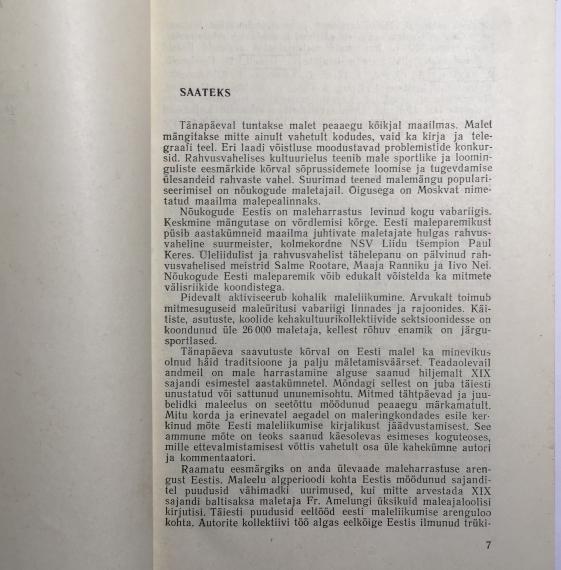 SAATEKS
Tänapäeval tuntakse malet peaaegu kõikjal maailmas. Malet
mängitakse mitte ainult vahetult kodudes, vaid ka kirja ja tele-
graafi teel. Eri laadi võistluse moodustavad problemistide konkur-
sid. Rahvusvahelises kultuurielus teenib male sportlike ja loomin-
guliste eesmärkide kõrval sõprussidemete loomise ja tugevdamise
ülesandeid rahvaste vahel. Suurimad teened malemängu populari-
seerimisel on nõukogude maletajail. Õigusega on Moskvat nime-
tatud maailma malepealinnaks.
Nõukogude Eestis on maleharrastus levinud kogu vabariigis.
Keskmine mängutase on võrdlemisi kõrge. Eesti maleparemikust
püsib aastakümneid maailma juhtivate maletajate hulgas rahvus-
vaheline suurmeister, kolmekordne NSV Liidu tšempion Paul
Keres. Üleliidulist ja rahvusvahelist tähelepanu on pälvinud rah-
vusvahelised meistrid Salme Rootare, Maaja Ranniku ja Iivo Nei.
Nõukogude Eesti maleparemik võib edukalt võistelda ka mitmete
välisriikide koondistega.
Pidevalt aktiviseerub kohalik maleliikumine. Arvukalt toimub
mitmesuguseid maleüritusi vabariigi linnades ja rajoonides. Käi-
tiste, asutuste, koolide kehakultuurikollektiivide sektsioonidesse on
koondunud üle 26 000 maletaja, kellest rõhuv enamik on järgu-
sportlased.
Tänapäeva saavutuste kõrval on Eesti malel ka minevikus
olnud häid traditsioone ja palju mäletamisväärset. Teadaolevail
andmeil on male harrastamine alguse saanud hiljemalt XIX
sajandi esimestel aastakümnetel. Mõndagi sellest on juba täiesti
unustatud või sattunud ununemisohtu. Mitmed tähtpäevad ja juu-
belidki maleelus on seetõttu möödunud peaaegu märkamatult.
Mitu korda ja erinevatel aegadel on maleringkondades esile ker-
kinud mõte Eesti maleliikumise kirjalikust jäädvustamisest. See
ammune mõte on teoks saanud käesolevas esimeses koguteoses,
mille ettevalmistamisest võttis vahetult osa üle kahekümne autori
ja kommentaatori.
Raamatu eesmärgiks on anda ülevaade maleharrastuse aren-
gust Eestis. Maleelu algperioodi kohta Eestis möödunud sajandi-
tel puudusid vähimadki uurimused, kui mitte arvestada XIX
sajandi baltisaksa maletaja Fr. Amelungi üksikuid maleajaloolisi
kirjutisi. Täiesti puudusid eeltööd eesti maleliikumise arenguloo
kohta. Autorite kollektiivi töö algas eelkõige Eestis ilmunud trüki-
7